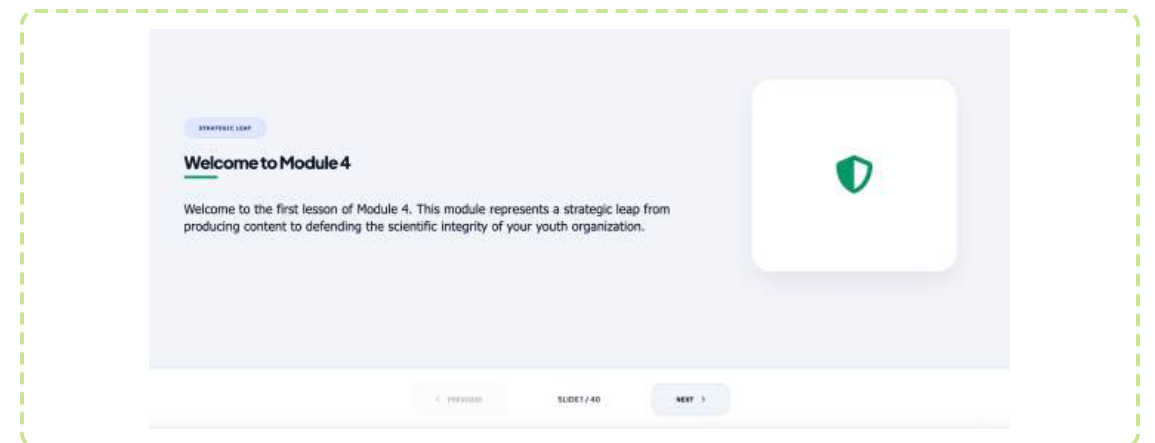 STRATEGIC LEAP
Welcome to Module 4
Welcome to the first lesson of Module 4. This module represents a strategic leap from
producing content to defending the scientific integrity of your youth organization.
< PREVIOUS
SLIDE 1 / 40
NEXT >